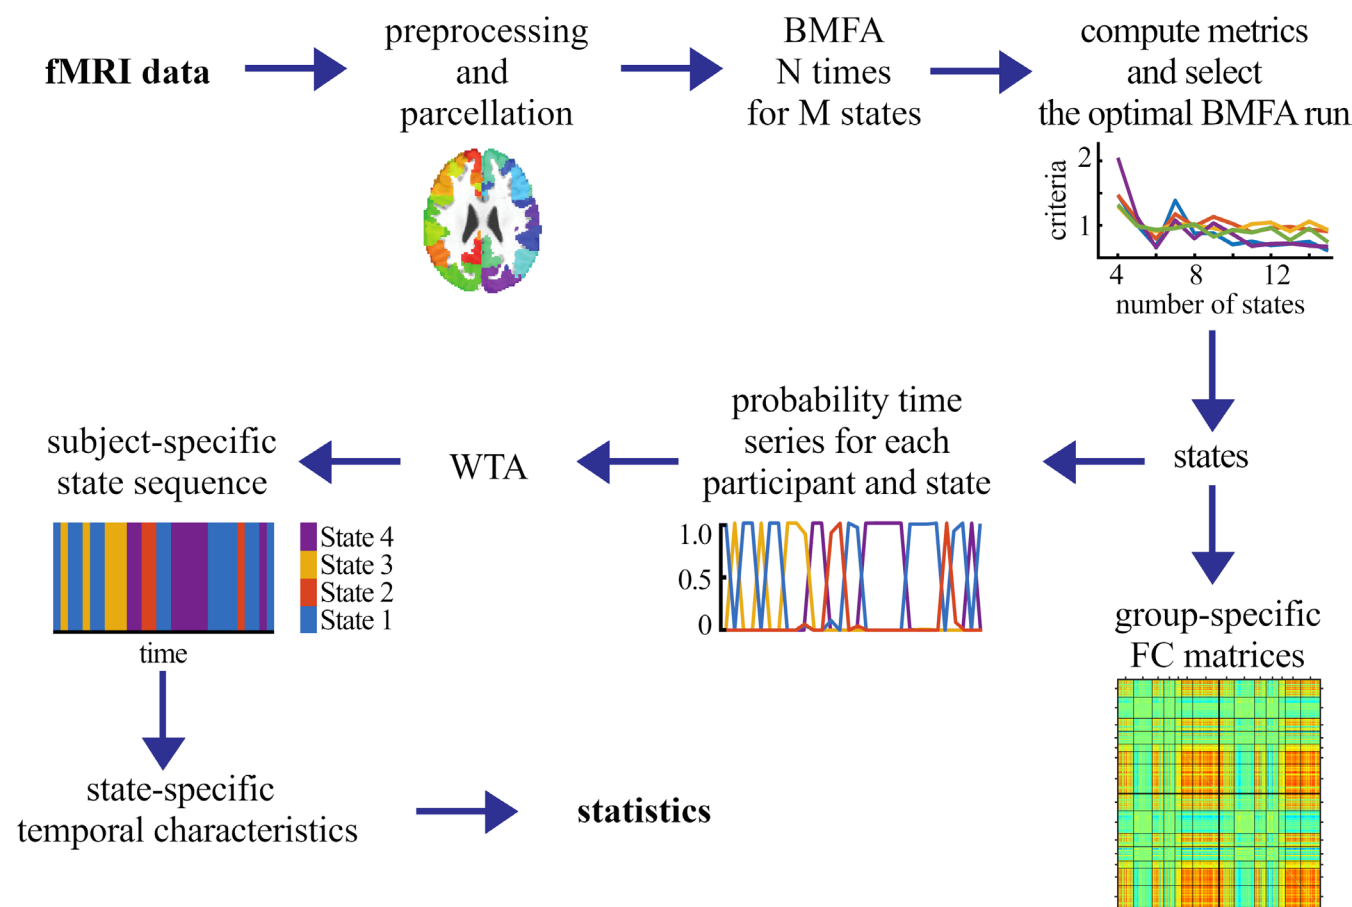 fMRI data
preprocessing
and
parcellation
BMFA
N times
for M states
compute metrics
and select
the optimal BMFA run
criteria
2
1
4 8 12
number of states
states
probability time
series for each
participant and state
1.0
0.5
0
WTA
subject-specific
state sequence
State 4
State 3
State 2
State 1
time
group-specific
FC matrices
state-specific
temporal characteristics
statistics